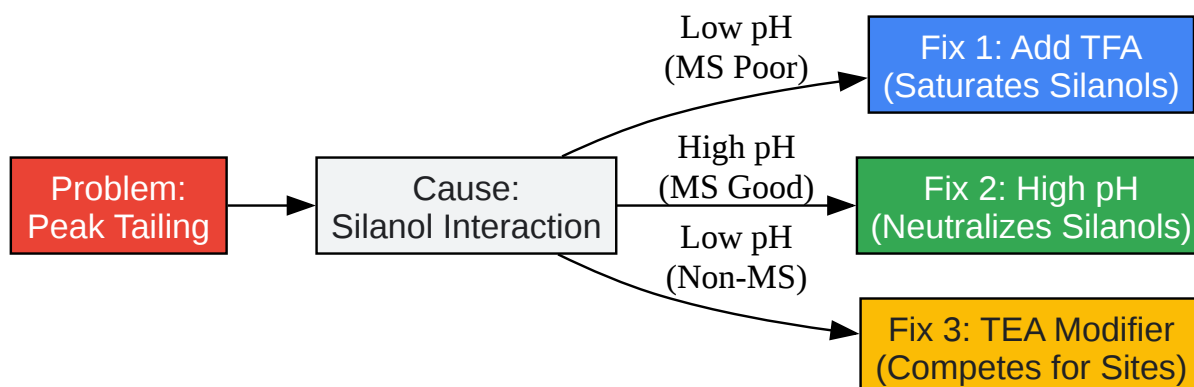 Problem:
Peak Tailing
Cause:
Silanol Interaction
Low pH
(MS Poor)
Fix 1: Add TFA
(Saturates Silanols)
High pH
(MS Good)
Fix 2: High pH
(Neutralizes Silanols)
Low pH
(Non-MS)
Fix 3: TEA Modifier
(Competes for Sites)